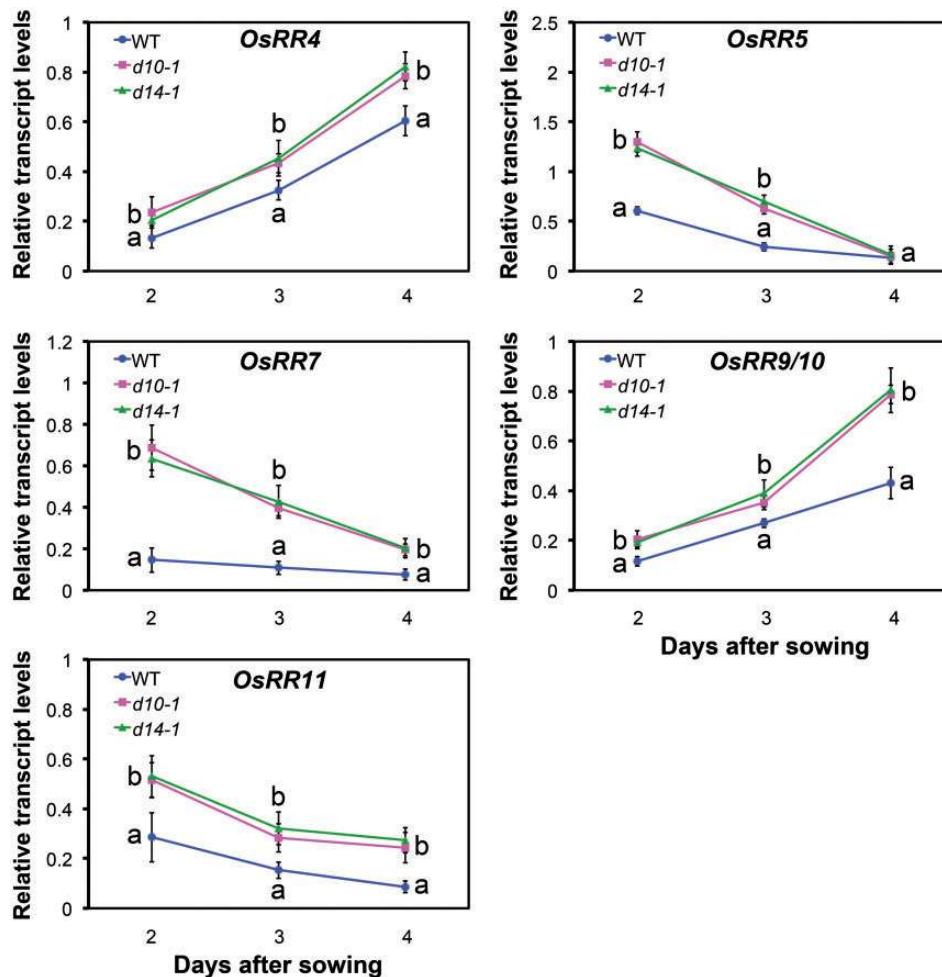 Relative transcript levels
OsRR4
WT
d10-1
d14-1
1
0.8
0.6
0.4
0.2
0
b
a
b
a
b
a
2 3 4
Relative transcript levels
OsRR5
WT
d10-1
d14-1
2.5
2
1.5
1
0.5
0
b
a
b
a
a
2 3 4
Relative transcript levels
OsRR7
WT
d10-1
d14-1
1.2
1
0.8
0.6
0.4
0.2
0
b
a
b
a
b
a
2 3 4
Relative transcript levels
OsRR9/10
WT
d10-1
d14-1
1
0.8
0.6
0.4
0.2
0
b
a
b
a
b
a
2 3 4
Days after sowing
Relative transcript levels
OsRR11
WT
d10-1
d14-1
1
0.8
0.6
0.4
0.2
0
b
a
b
a
b
a
2 3 4
Days after sowing